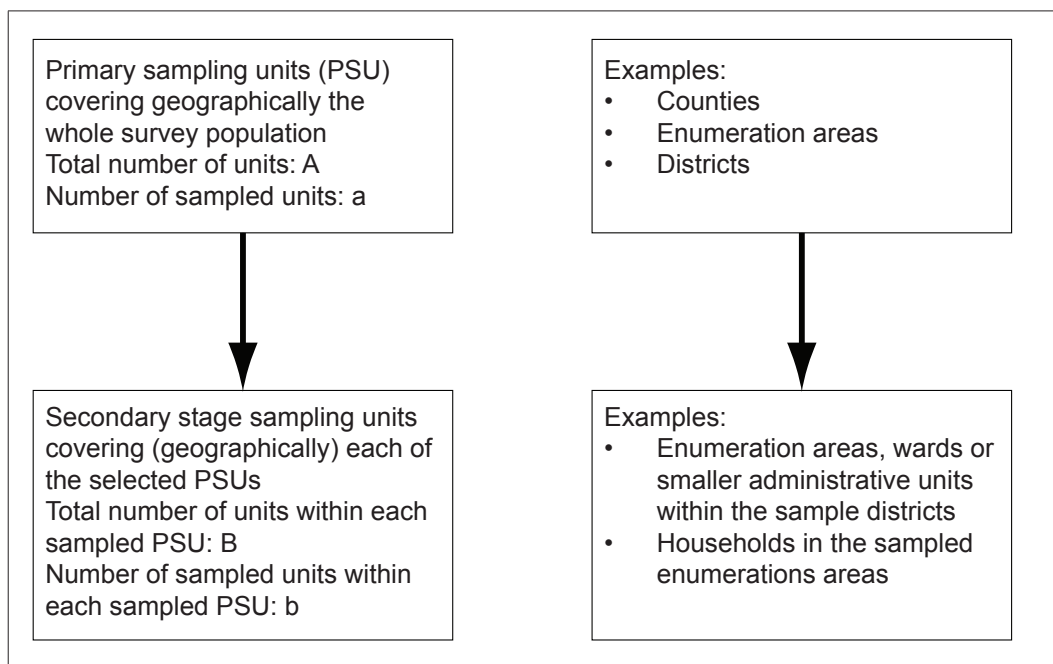 Primary sampling units (PSU)
covering geographically the
whole survey population
Total number of units: A
Number of sampled units: a
Examples:
• Counties
• Enumeration areas
• Districts
Secondary stage sampling units
covering (geographically) each of
the selected PSUs
Total number of units within each
sampled PSU: B
Number of sampled units within
each sampled PSU: b
Examples:
• Enumeration areas, wards or
smaller administrative units
within the sample districts
• Households in the sampled
enumerations areas